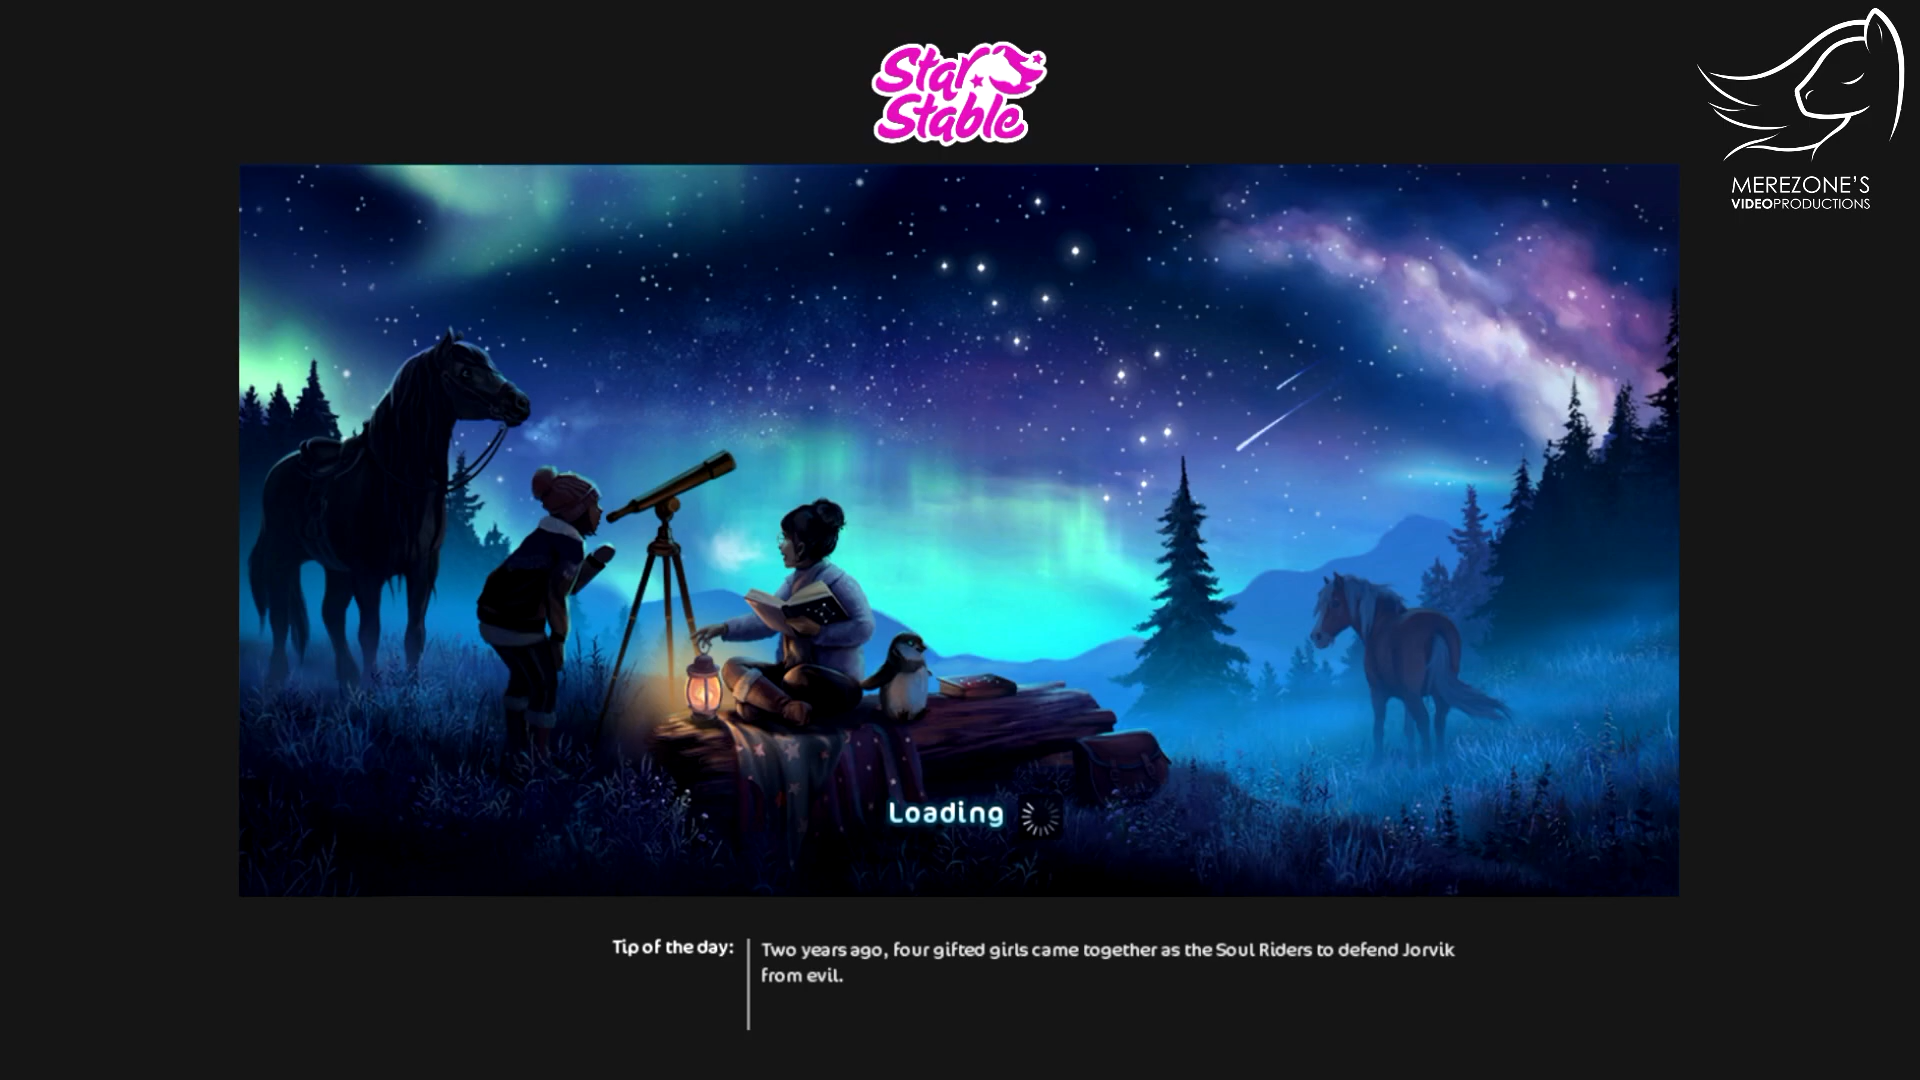 Star
Stable
MEREZONE'S
VIDEOPRODUCTIONS
Loading
Tip of the day:
Two years ago, four gifted girls came together as the Soul Riders to defend Jorvik
from evil.